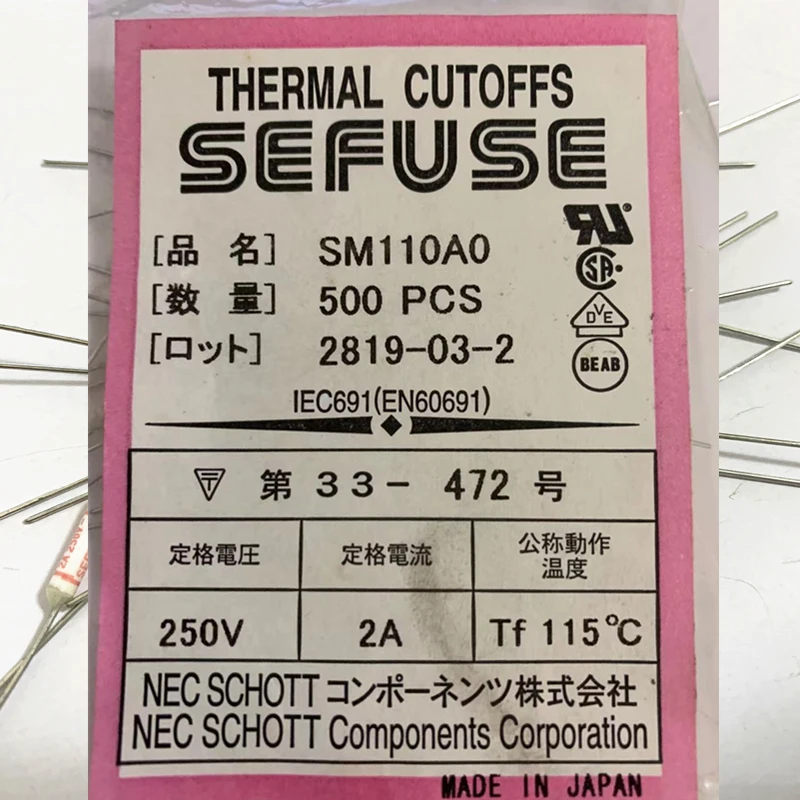 THERMAL CUTOFFS
SEFUSE
[品 名] SM110A0
[数 量] 500 PCS
[ロット] 2819-03-2
RU®
SA
DVE
BEAB
IEC691(EN60691)
第 33- 472 号
定格電圧 定格電流 公称動作温度
250V 2A Tf 115°C
NEC SCHOTT コンポーネンツ株式会社
NEC SCHOTT Components Corporation
MADE IN JAPAN